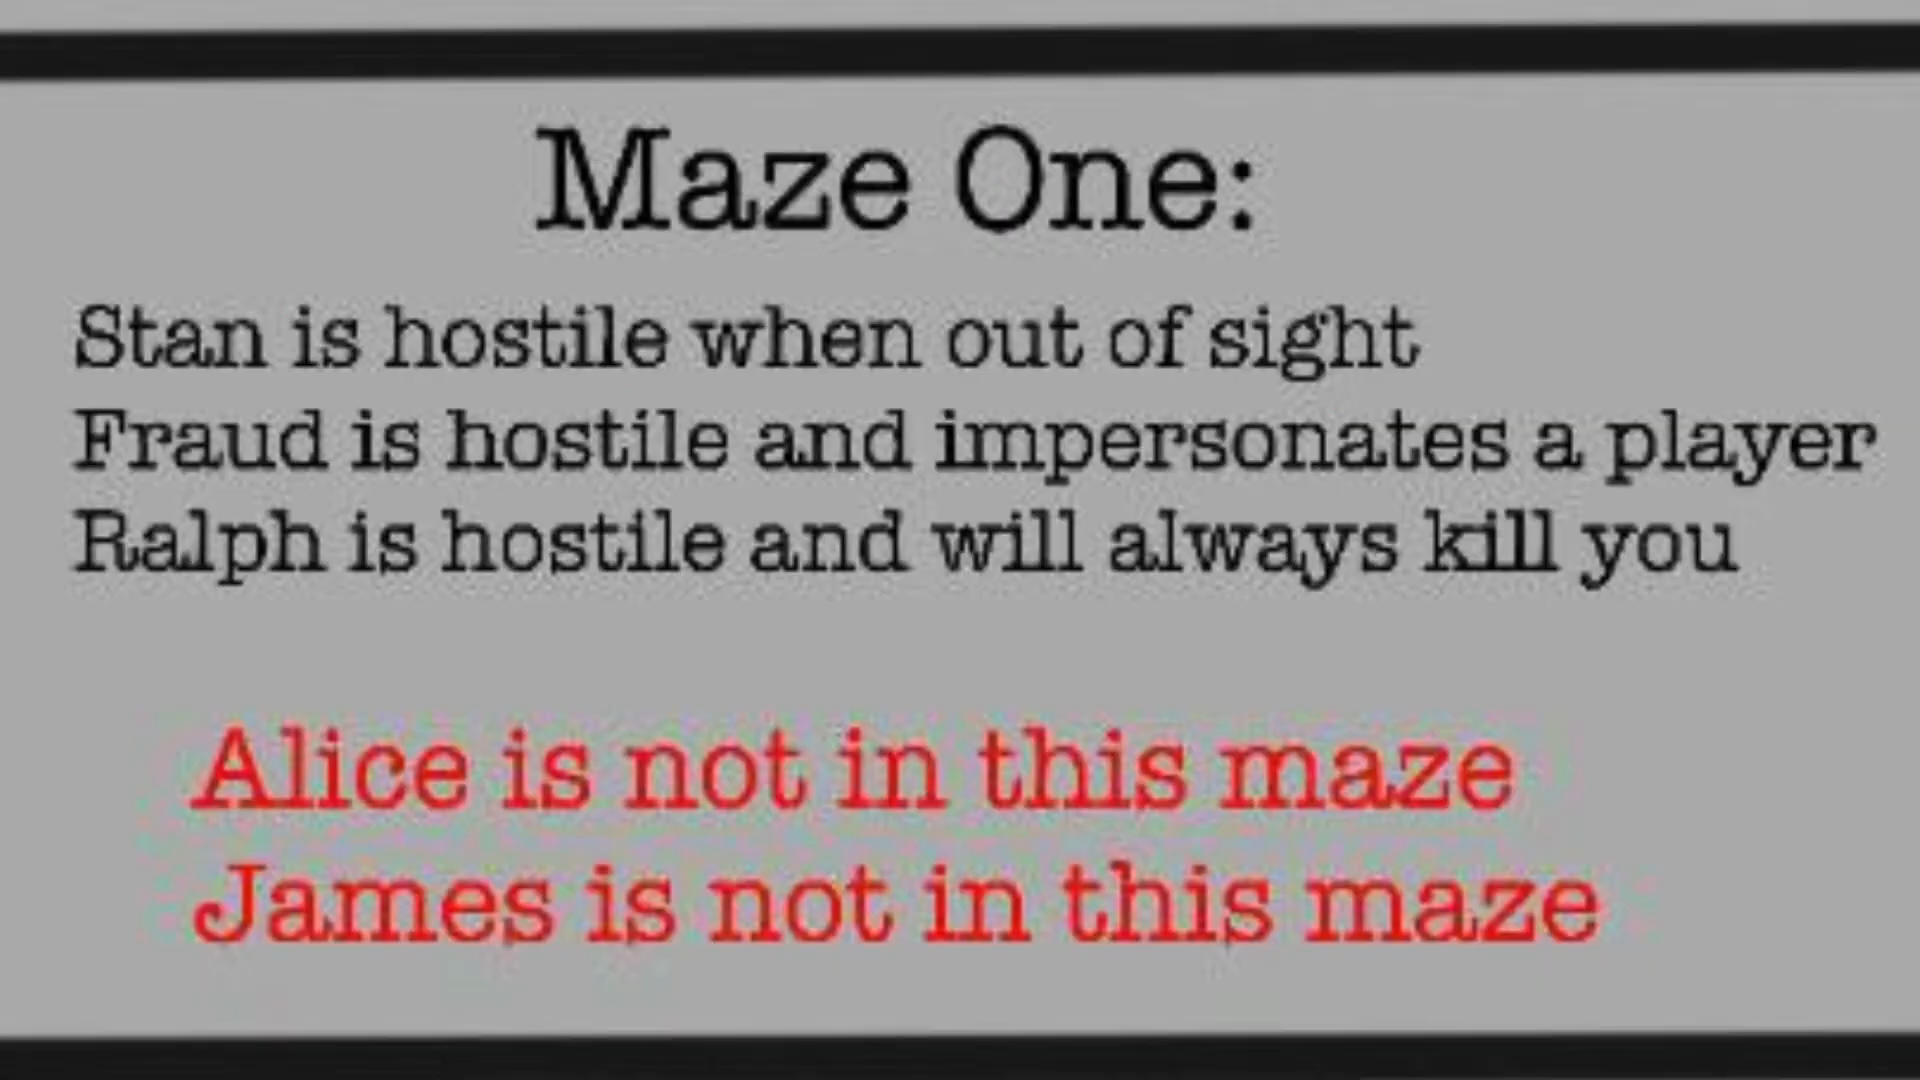 Maze One:
Stan is hostile when out of sight
Fraud is hostile and impersonates a player
Ralph is hostile and will always kill you
Alice is not in this maze
James is not in this maze